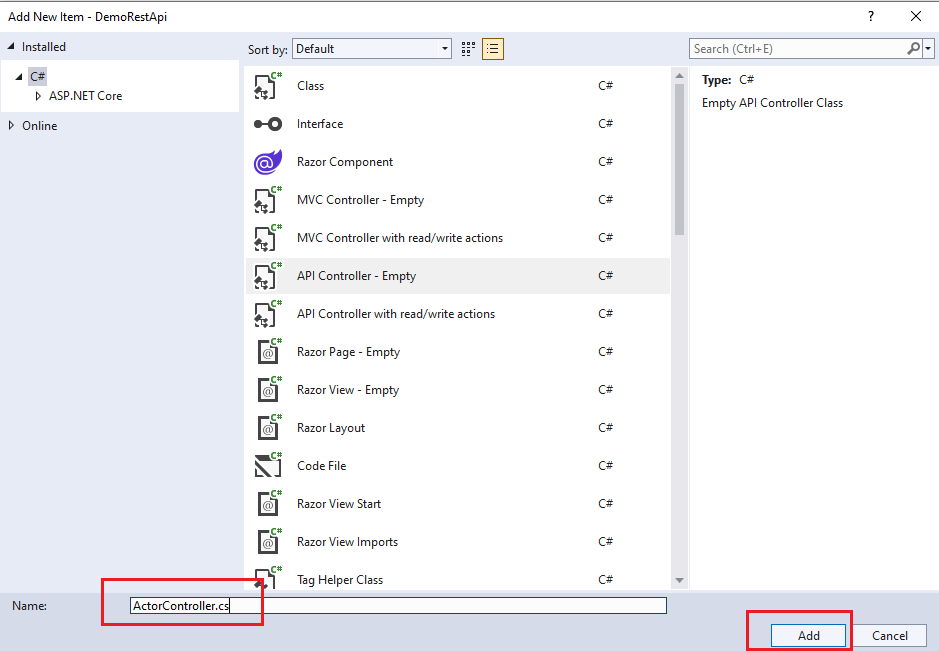 Add New Item - DemoRestApi
?
Installed
Sort by: Default
Search (Ctrl+E)
C#
ASP.NET Core
Online
C# Class C#
Interface C#
@ Razor Component C#
C# MVC Controller - Empty C#
C# MVC Controller with read/write actions C#
C# API Controller - Empty C#
C# API Controller with read/write actions C#
C# @ Razor Page - Empty C#
C# @ Razor View - Empty C#
C# @ Razor Layout C#
C# Code File C#
C# @ Razor View Start C#
C# @ Razor View Imports C#
C# Tag Helper Class C#
Type: C#
Empty API Controller Class
Name: ActorController.cs
Add Cancel